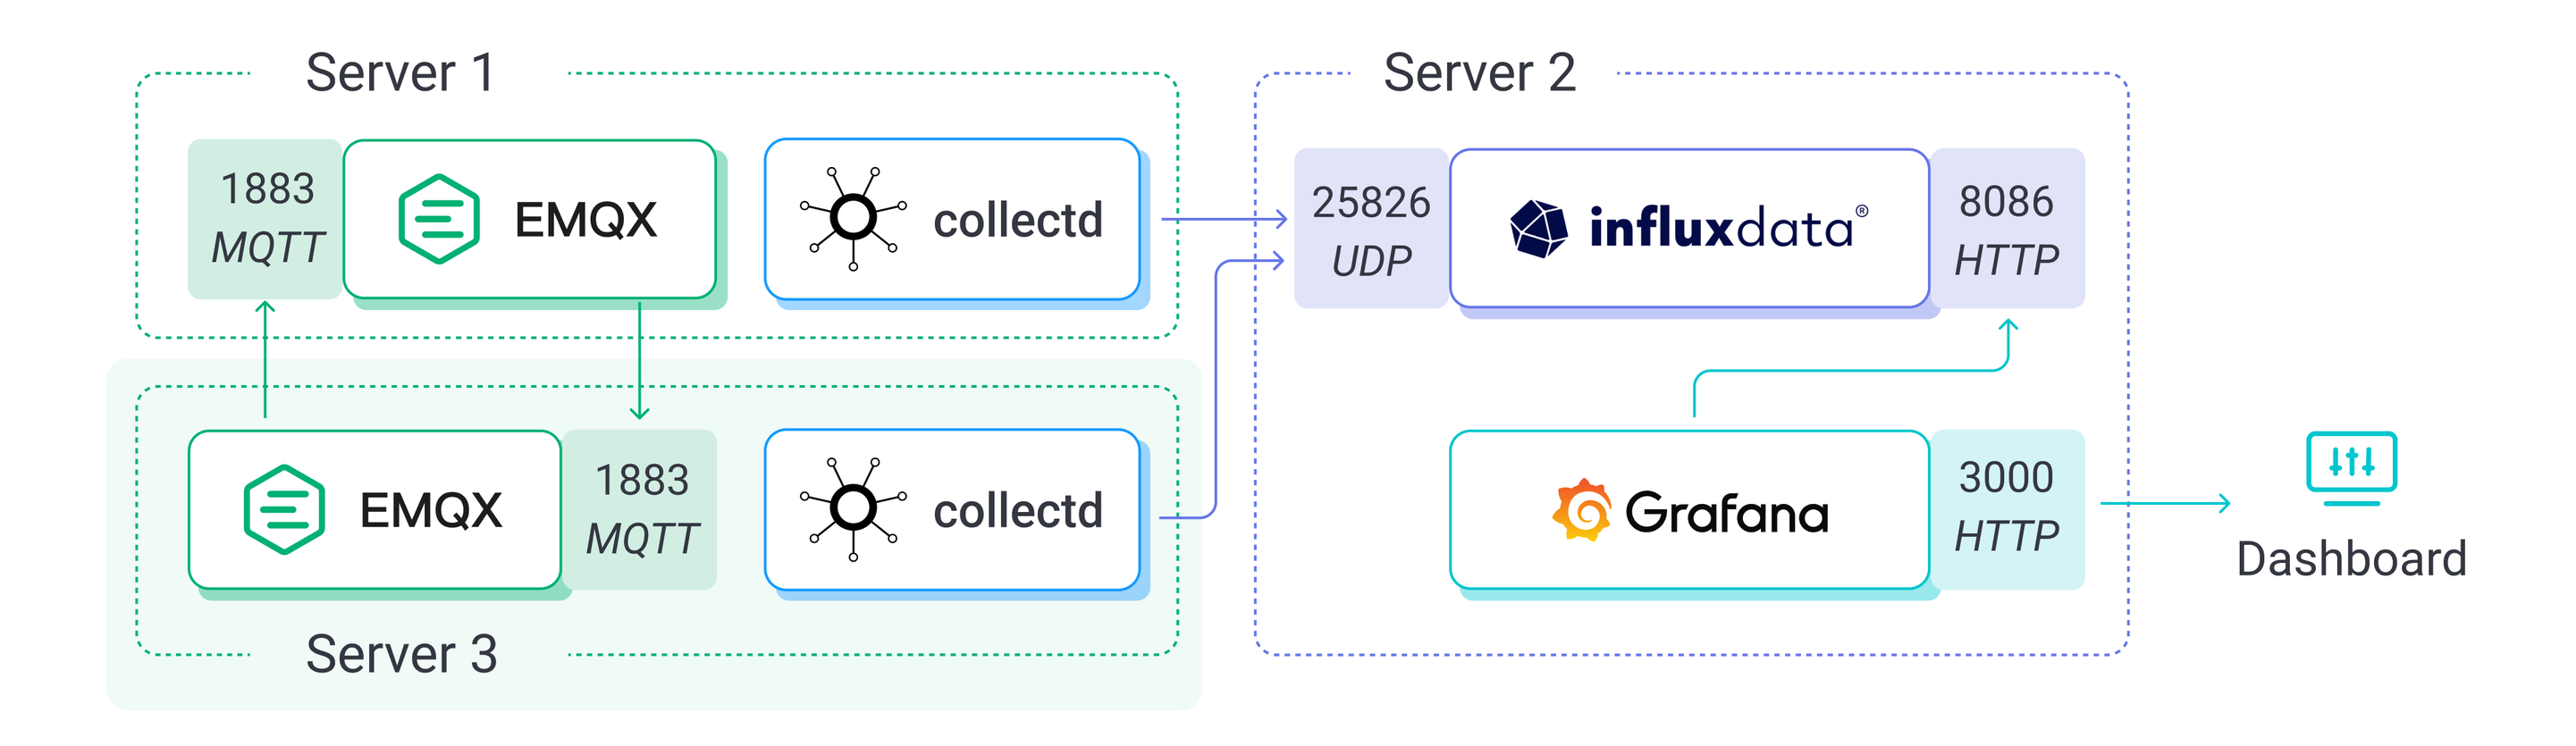 Server 1
1883
MQTT
EMQX
collectd
Server 2
25826
UDP
influxdata®
8086
HTTP
EMQX
1883
MQTT
collectd
Server 3
Grafana
3000
HTTP
Dashboard